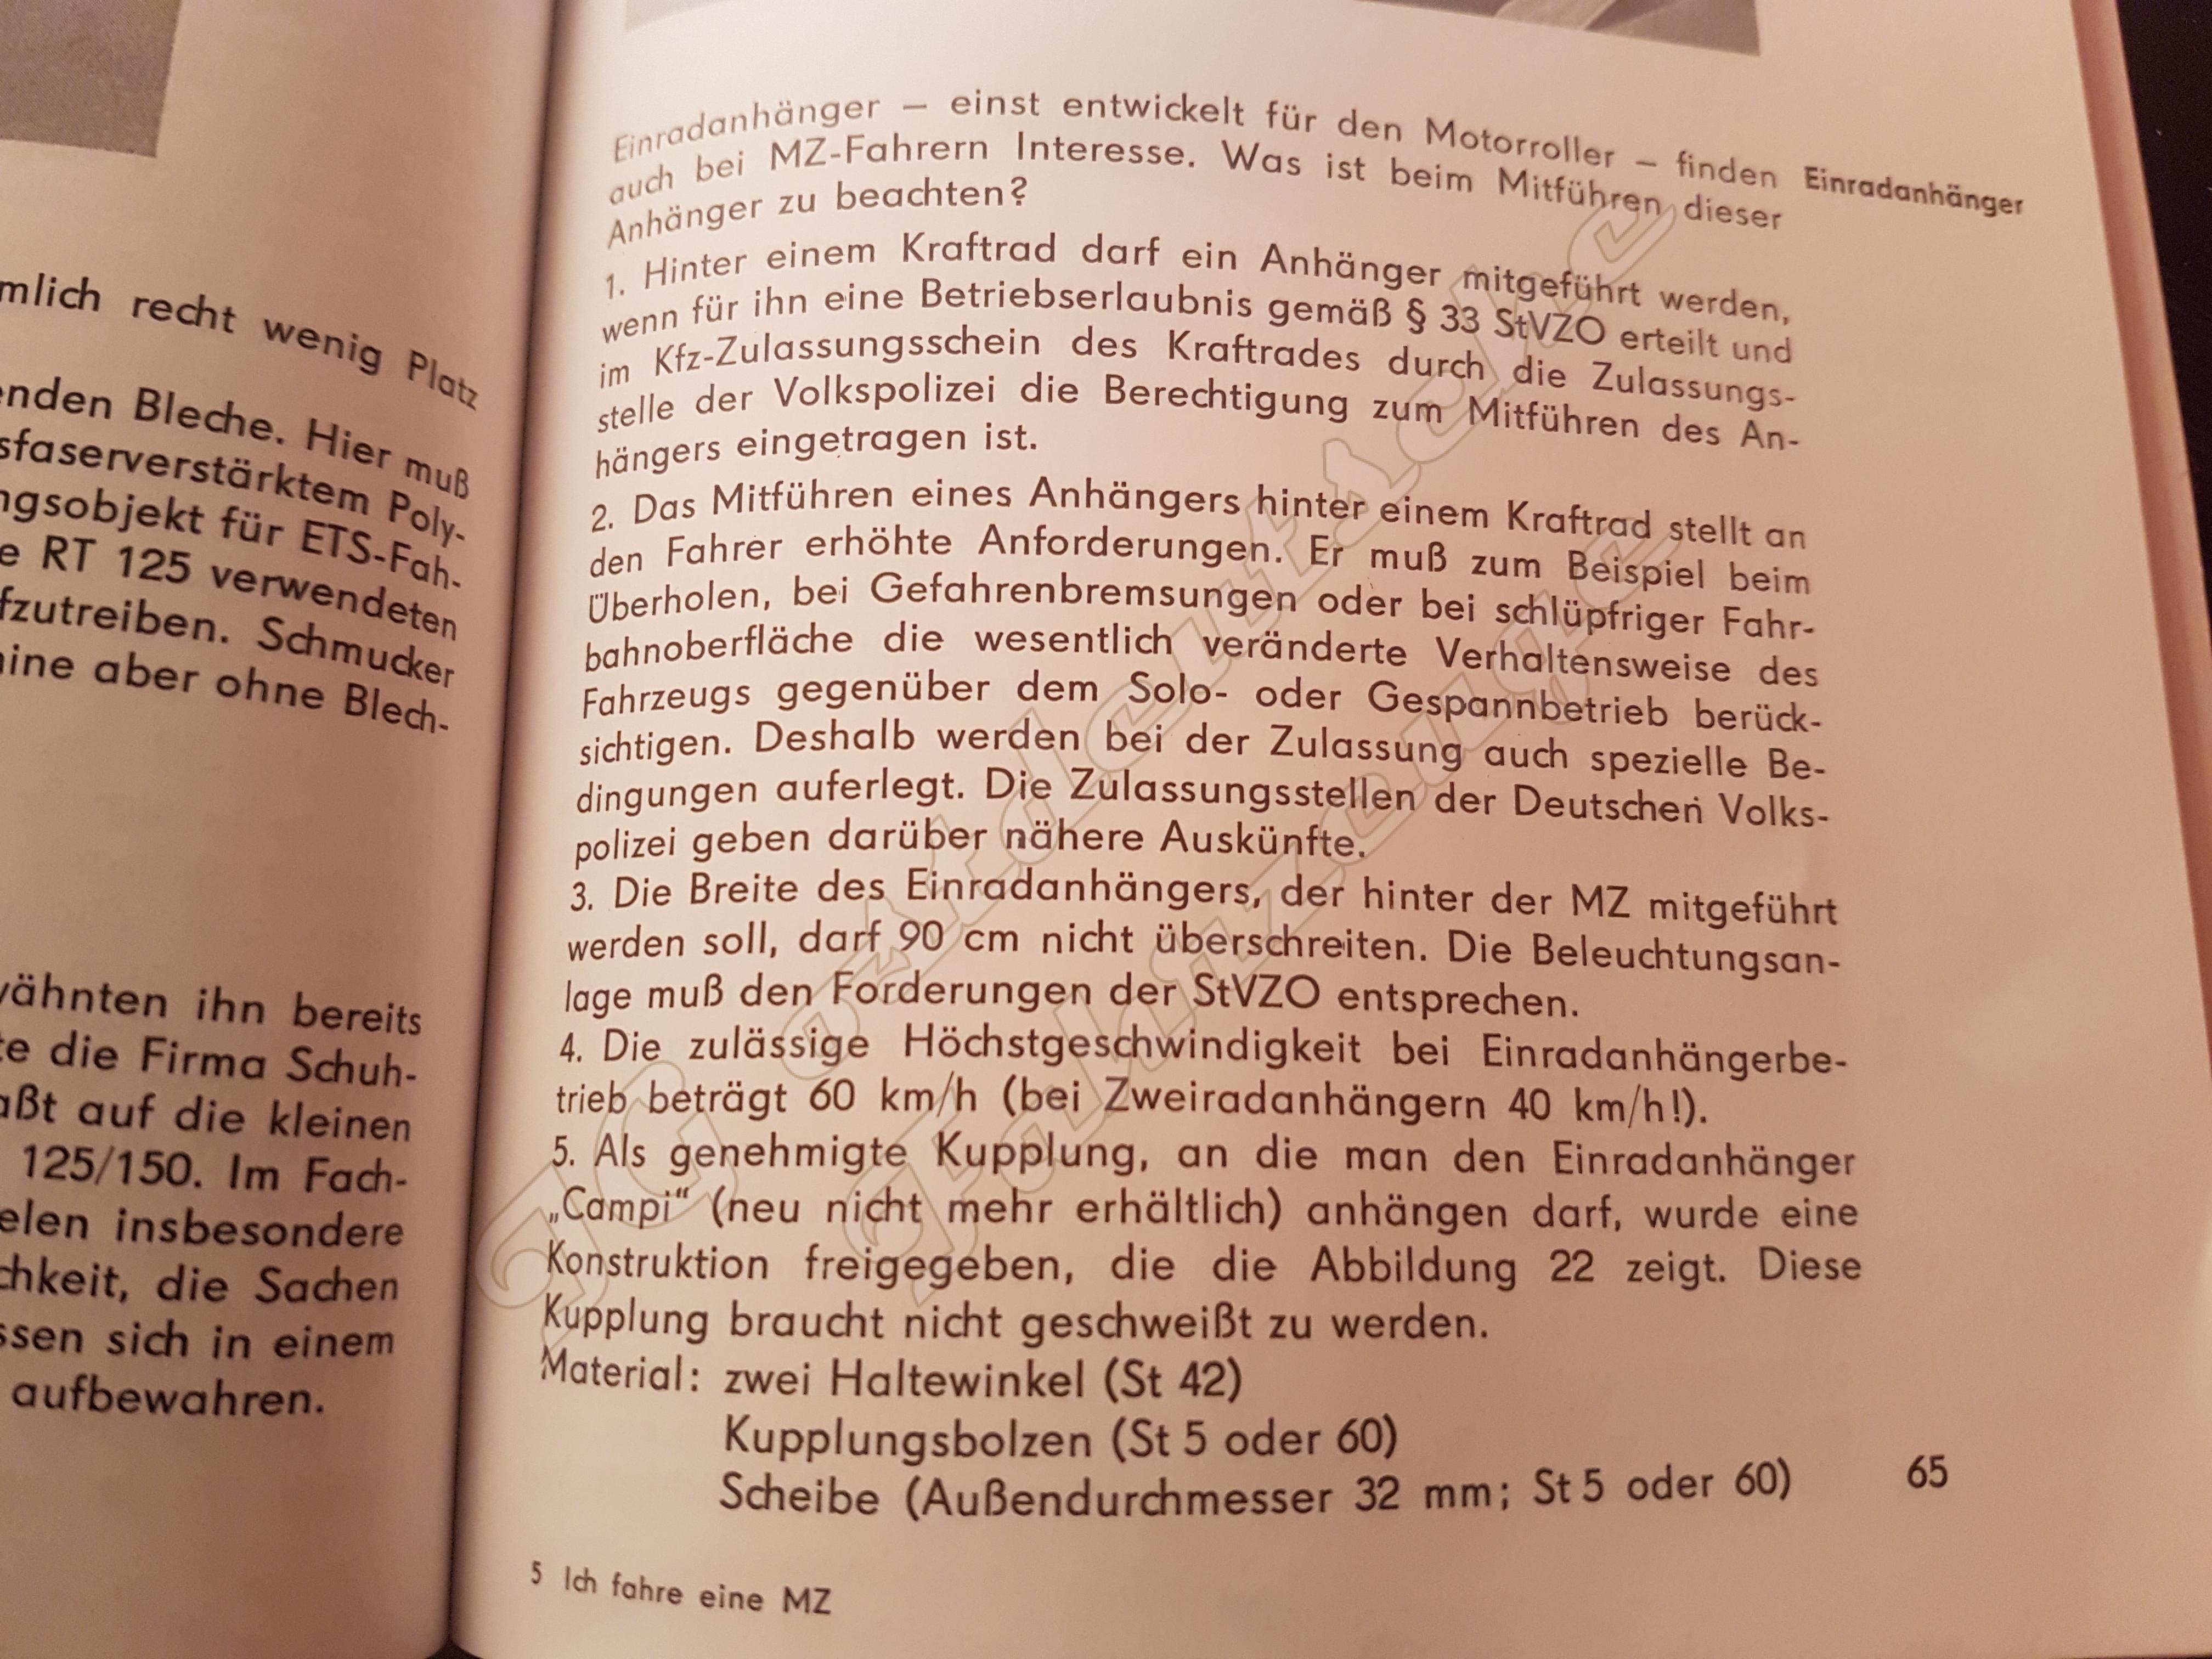 mlich recht wenig Platz
enden Bleche. Hier muß
sfaserverstärktem Poly-
ngsobjekt für ETS-Fah-
e RT 125 verwendeten
fzutreiben. Schmucker
ine aber ohne Blech-
wähnten ihn bereits
te die Firma Schuh-
aßt auf die kleinen
125/150. Im Fach-
elen insbesondere
chkeit, die Sachen
ssen sich in einem
aufbewahren.
Einradanhänger – einst entwickelt für den Motorroller – finden
auch bei MZ-Fahrern Interesse. Was ist beim Mitführen dieser
Anhänger zu beachten?
Einradanhänger
1. Hinter einem Kraftrad darf ein Anhänger mitgeführt werden,
wenn für ihn eine Betriebserlaubnis gemäß § 33 StVZO erteilt und
im Kfz-Zulassungsschein des Kraftrades durch die Zulassungs-
stelle der Volkspolizei die Berechtigung zum Mitführen des An-
hängers eingetragen ist.
2. Das Mitführen eines Anhängers hinter einem Kraftrad stellt an
den Fahrer erhöhte Anforderungen. Er muß zum Beispiel beim
Überholen, bei Gefahrenbremsungen oder bei schlüpfriger Fahr-
bahnoberfläche die wesentlich veränderte Verhaltensweise des
Fahrzeugs gegenüber dem Solo- oder Gespannbetrieb berück-
sichtigen. Deshalb werden bei der Zulassung auch spezielle Be-
dingungen auferlegt. Die Zulassungsstellen der Deutschen Volks-
polizei geben darüber nähere Auskünfte.
3. Die Breite des Einradanhängers, der hinter der MZ mitgeführt
werden soll, darf 90 cm nicht überschreiten. Die Beleuchtungsan-
lage muß den Forderungen der StVZO entsprechen.
4. Die zulässige Höchstgeschwindigkeit bei Einradanhängerbe-
trieb beträgt 60 km/h (bei Zweiradanhängern 40 km/h!).
5. Als genehmigte Kupplung, an die man den Einradanhänger
„Campi“ (neu nicht mehr erhältlich) anhängen darf, wurde eine
Konstruktion freigegeben, die die Abbildung 22 zeigt. Diese
Kupplung braucht nicht geschweißt zu werden.
Material: zwei Haltewinkel (St 42)
Kupplungsbolzen (St 5 oder 60)
Scheibe (Außendurchmesser 32 mm; St 5 oder 60)
65
5 Ich fahre eine MZ
ostdeutsche
Fahrzeuge